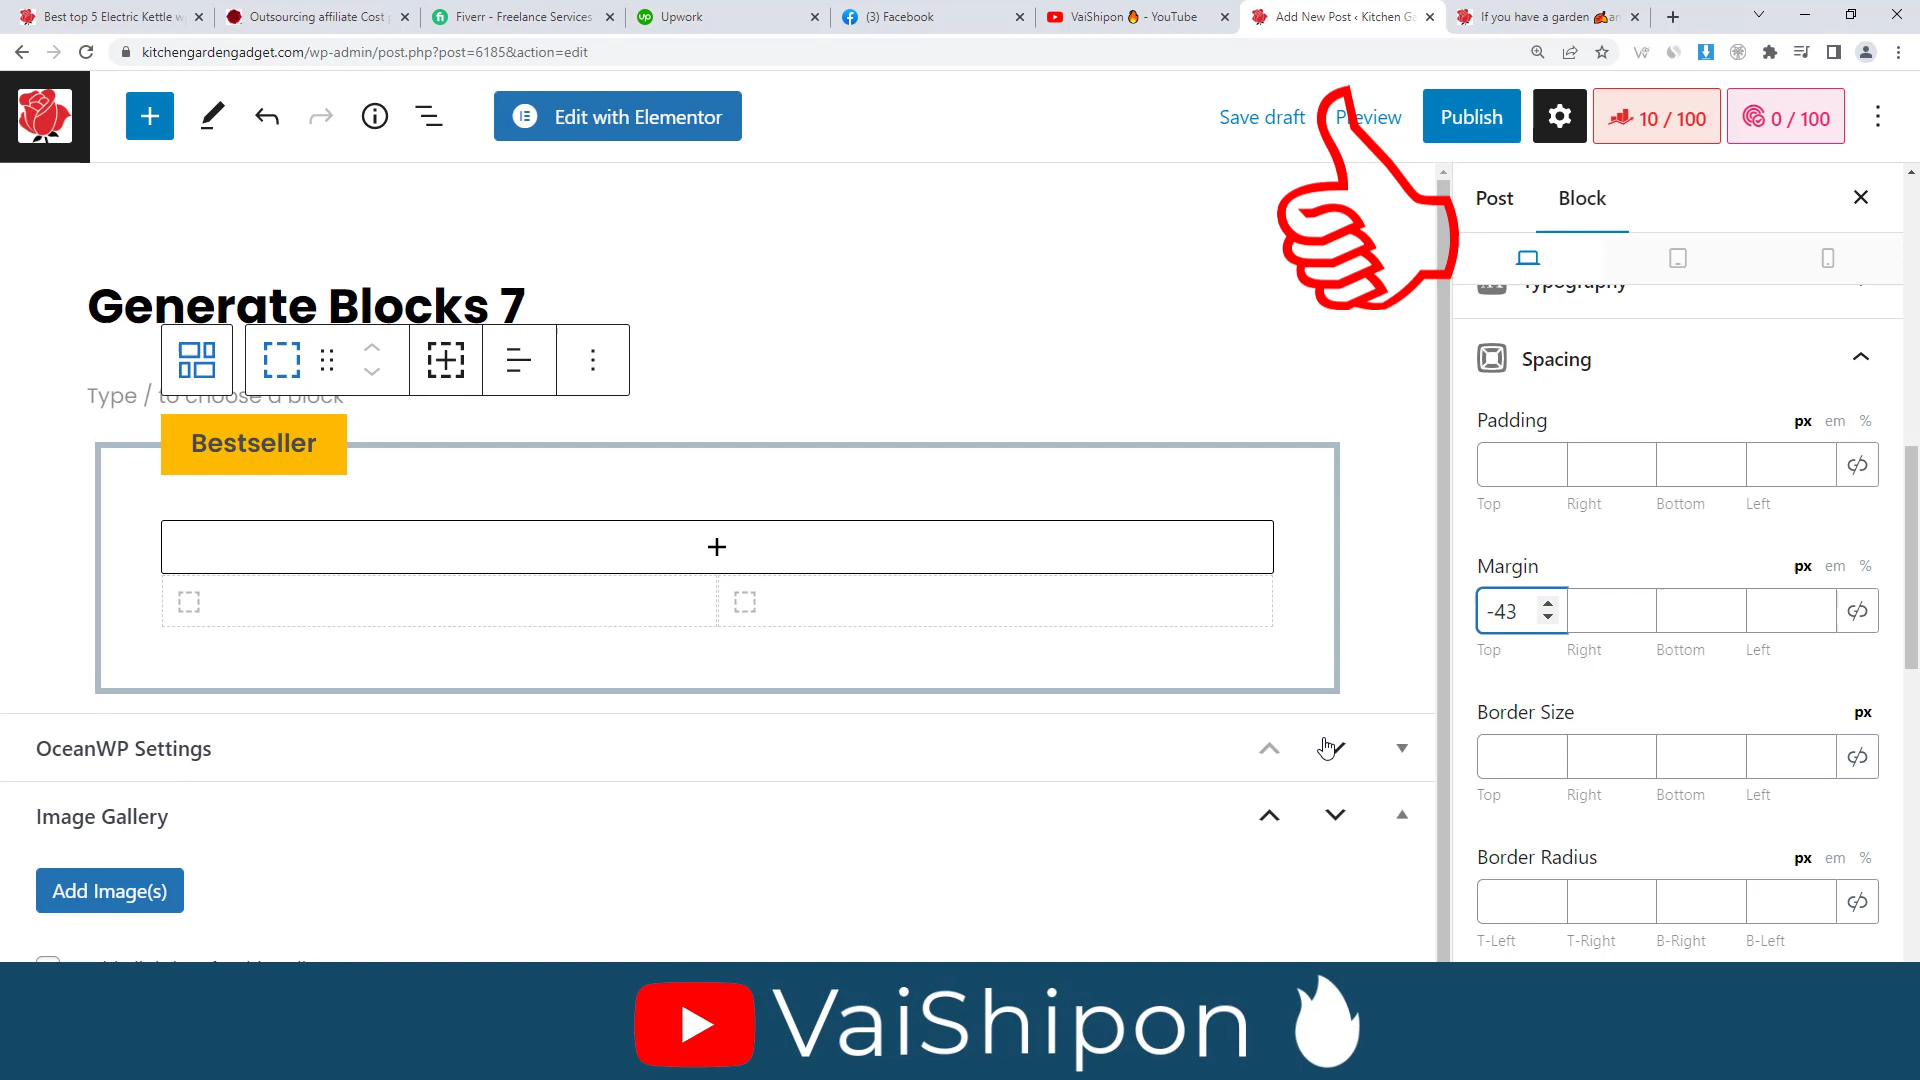 Best top 5 Electric Kettle w
Outsourcing affiliate Cost
Fiverr - Freelance Services
Upwork
(3) Facebook
VaiShipon🔥 - YouTube
Add New Post ‹ Kitchen Ga
If you have a garden
kitchengardengadget.com/wp-admin/post.php?post=6185&action=edit
Edit with Elementor
Save draft
Preview
Publish
10 / 100
0 / 100
Post
Block
Typography
Generate Blocks 7
Type / to choose a block
Bestseller
Spacing
Padding
px em %
Top Right Bottom Left
Margin
px em %
-43
Top Right Bottom Left
Border Size
px
Top Right Bottom Left
Border Radius
px em %
T-Left T-Right B-Right B-Left
OceanWP Settings
Image Gallery
Add Image(s)
VaiShipon